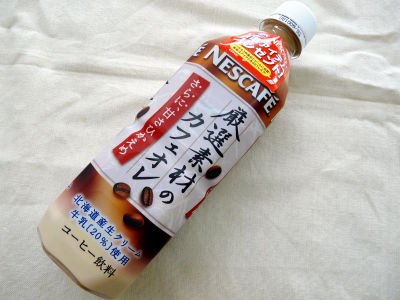 NESCAFÉ
厳選素材の
カフェオレ
さらに、甘さひかえめ
北海道産生クリーム
牛乳(20%)使用
コーヒー飲料